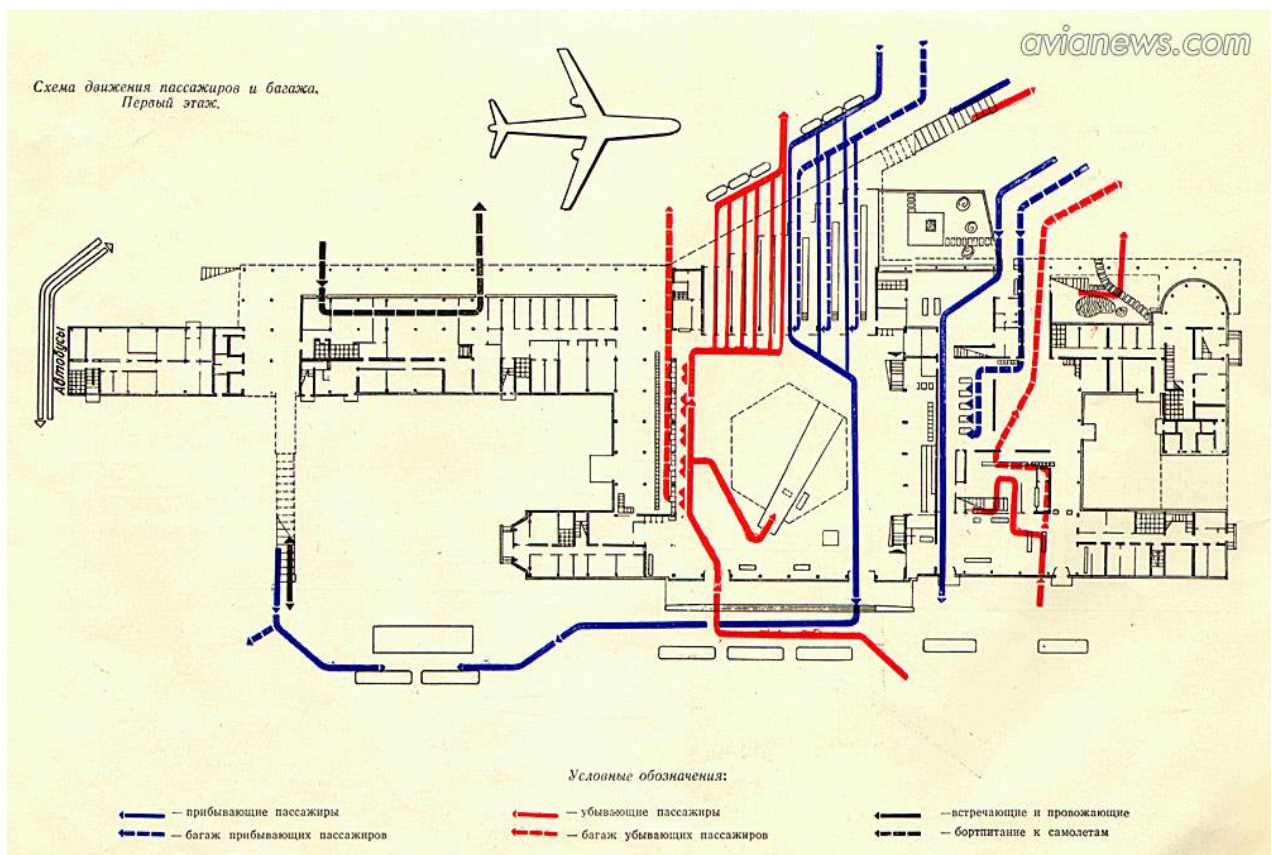 avianews.com
Схема движения пассажиров и багажа.
Первый этаж.
Автобусы
Условные обозначения:
— прибывающие пассажиры
— убывающие пассажиры
—встречающие и провожающие
— багаж прибывающих пассажиров
— багаж убывающих пассажиров
—бортпитание к самолетам